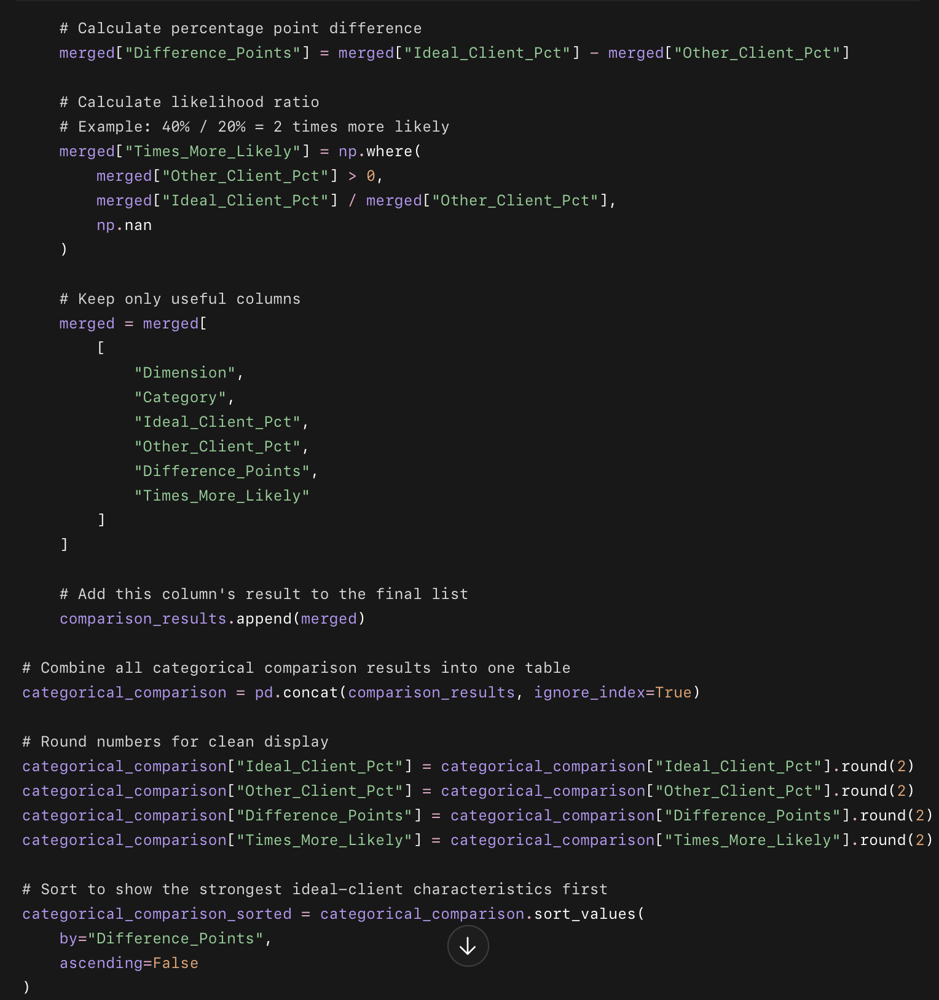 # Calculate percentage point difference
merged["Difference_Points"] = merged["Ideal_Client_Pct"] - merged["Other_Client_Pct"]
# Calculate likelihood ratio
# Example: 40% / 20% = 2 times more likely
merged["Times_More_Likely"] = np.where(
merged["Other_Client_Pct"] > 0,
merged["Ideal_Client_Pct"] / merged["Other_Client_Pct"],
np.nan
)
# Keep only useful columns
merged = merged[
[
"Dimension",
"Category",
"Ideal_Client_Pct",
"Other_Client_Pct",
"Difference_Points",
"Times_More_Likely"
]
]
# Add this column's result to the final list
comparison_results.append(merged)
# Combine all categorical comparison results into one table
categorical_comparison = pd.concat(comparison_results, ignore_index=True)
# Round numbers for clean display
categorical_comparison["Ideal_Client_Pct"] = categorical_comparison["Ideal_Client_Pct"].round(2)
categorical_comparison["Other_Client_Pct"] = categorical_comparison["Other_Client_Pct"].round(2)
categorical_comparison["Difference_Points"] = categorical_comparison["Difference_Points"].round(2)
categorical_comparison["Times_More_Likely"] = categorical_comparison["Times_More_Likely"].round(2)
# Sort to show the strongest ideal-client characteristics first
categorical_comparison_sorted = categorical_comparison.sort_values(
by="Difference_Points",
ascending=False
)